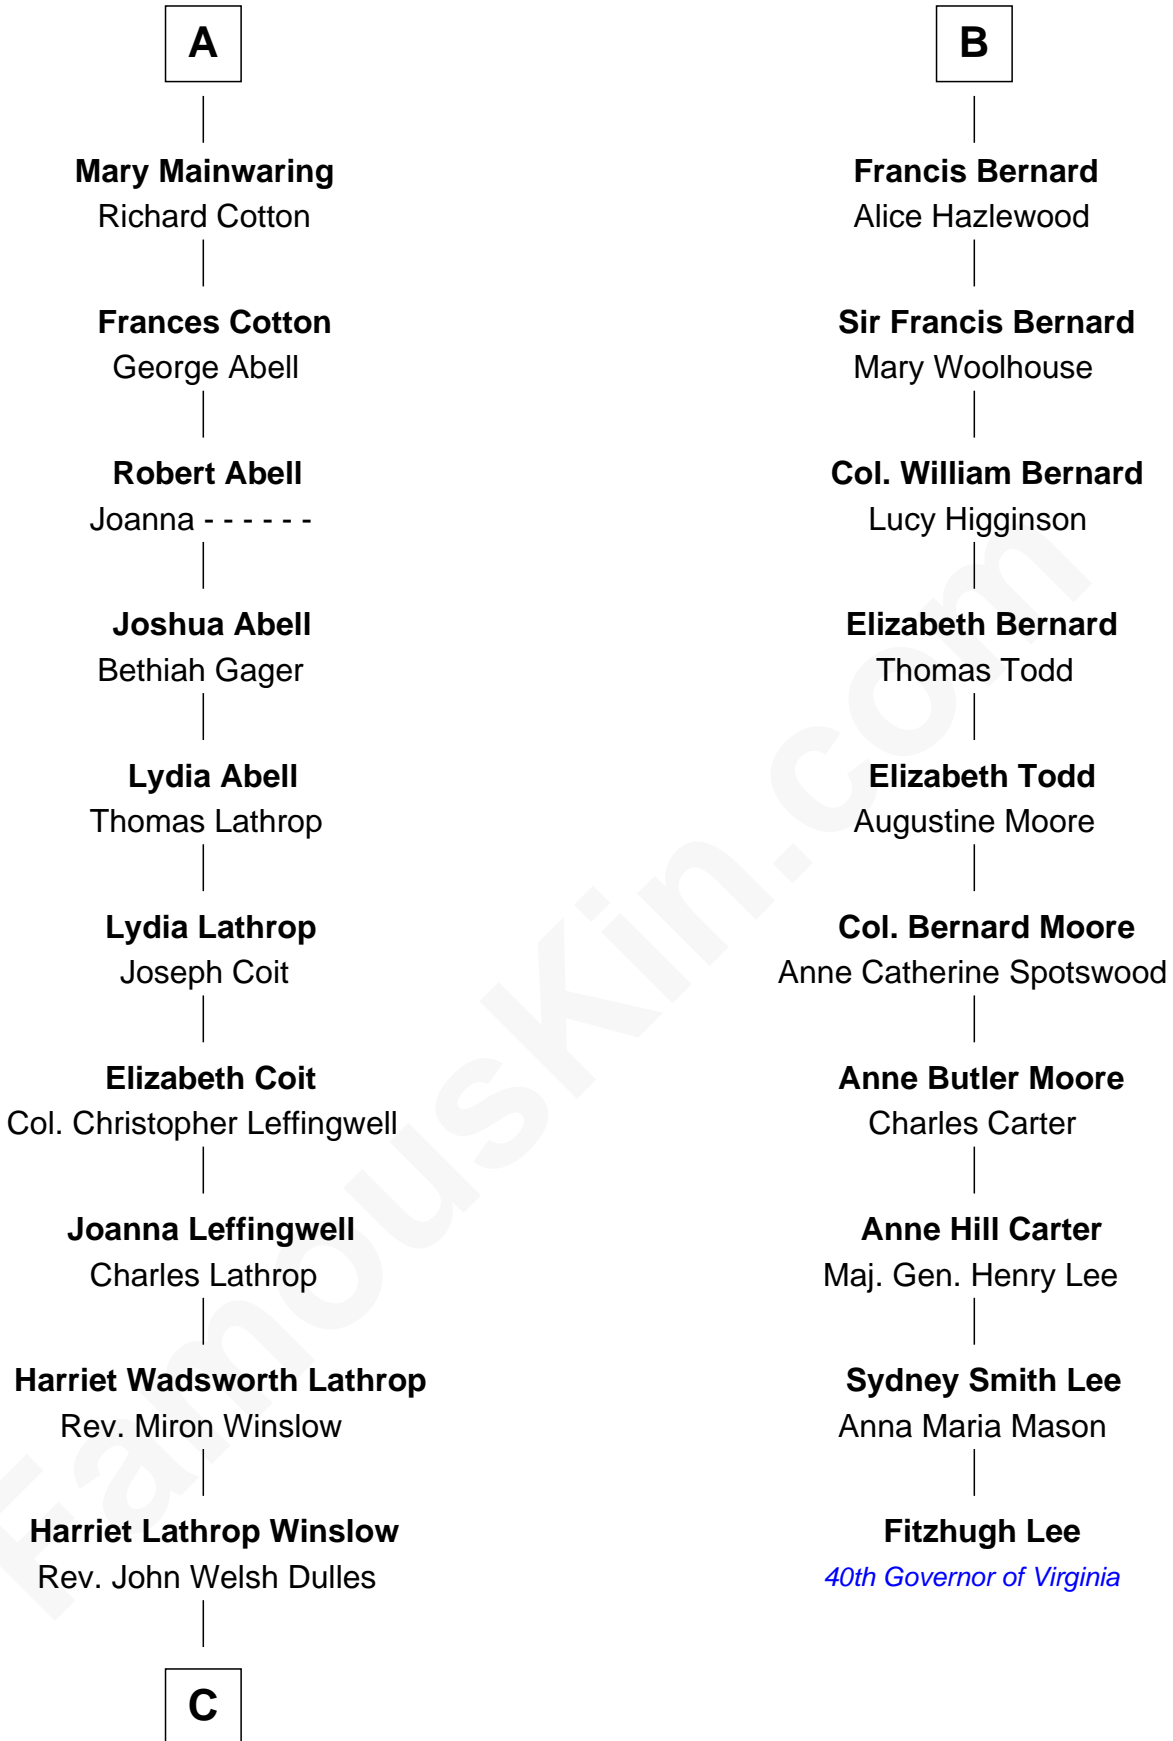 A
Mary Mainwaring
Richard Cotton
Frances Cotton
George Abell
Robert Abell
Joanna - - - - - -
Joshua Abell
Bethiah Gager
Lydia Abell
Thomas Lathrop
Lydia Lathrop
Joseph Coit
Elizabeth Coit
Col. Christopher Leffingwell
Joanna Leffingwell
Charles Lathrop
Harriet Wadsworth Lathrop
Rev. Miron Winslow
Harriet Lathrop Winslow
Rev. John Welsh Dulles
C
B
Francis Bernard
Alice Hazlewood
Sir Francis Bernard
Mary Woolhouse
Col. William Bernard
Lucy Higginson
Elizabeth Bernard
Thomas Todd
Elizabeth Todd
Augustine Moore
Col. Bernard Moore
Anne Catherine Spotswood
Anne Butler Moore
Charles Carter
Anne Hill Carter
Maj. Gen. Henry Lee
Sydney Smith Lee
Anna Maria Mason
Fitzhugh Lee
40th Governor of Virginia
FamousKin.com